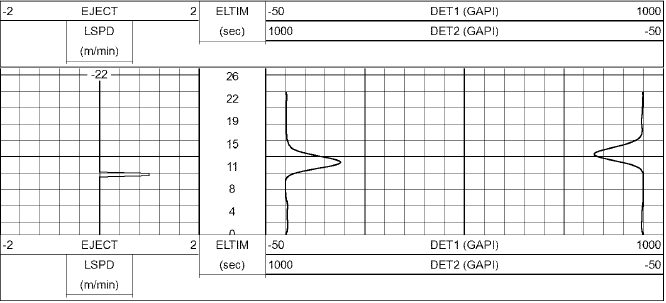 -2 EJECT 2 ELTIM -50 DET1 (GAPI) 1000
LSPD (sec) 1000 DET2 (GAPI) -50
(m/min)
-22 26
22
19
15
11
8
4
0
-2 EJECT 2 ELTIM -50 DET1 (GAPI) 1000
LSPD (sec) 1000 DET2 (GAPI) -50
(m/min)